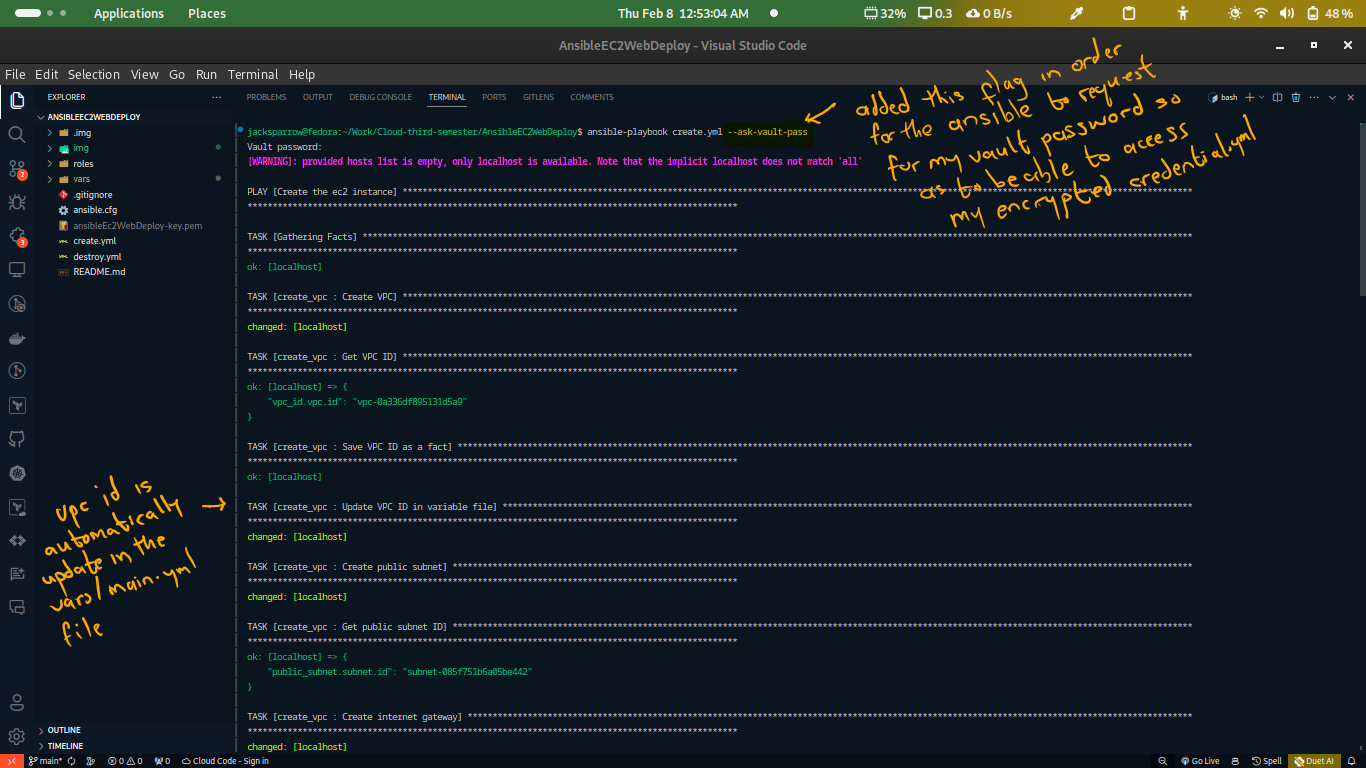 Applications Places Thu Feb 8 12:53:04 AM 32% 0.3 0 B/s 48 %
AnsibleEC2WebDeploy - Visual Studio Code
File Edit Selection View Go Run Terminal Help
EXPLORER ···
PROBLEMS OUTPUT DEBUG CONSOLE TERMINAL PORTS GITLENS COMMENTS
bash
ANSIBLEEC2WEBDEPLOY
.img
img
roles
vars
.gitignore
ansible.cfg
ansibleEc2WebDeploy-key.pem
create.yml
destroy.yml
README.md
2
3
OUTLINE
TIMELINE
jacksparrow@fedora:~/Work/Cloud-third-semester/AnsibleEC2WebDeploy$ ansible-playbook create.yml --ask-vault-pass
Vault password:
[WARNING]: provided hosts list is empty, only localhost is available. Note that the implicit localhost does not match 'all'
PLAY [Create the ec2 instance] ****
TASK [Gathering Facts] ****
ok: [localhost]
TASK [create_vpc : Create VPC] ****
changed: [localhost]
TASK [create_vpc : Get VPC ID] ****
ok: [localhost] => {
"vpc_id.vpc.id": "vpc-0a336df895131d5a9"
}
TASK [create_vpc : Save VPC ID as a fact] ****
ok: [localhost]
TASK [create_vpc : Update VPC ID in variable file] ****
changed: [localhost]
TASK [create_vpc : Create public subnet] ****
changed: [localhost]
TASK [create_vpc : Get public subnet ID] ****
ok: [localhost] => {
"public_subnet.subnet.id": "subnet-085f751b6a05be442"
}
TASK [create_vpc : Create internet gateway] ****
changed: [localhost]
added this flag in order
for the ansible to request
for my vault password so
as to be able to access
my encrypted credential.yml
vpc id is
automatically
update in the
vars/main.yml
file
main* 0 0 0 Cloud Code - Sign in Go Live Spell Duet AI